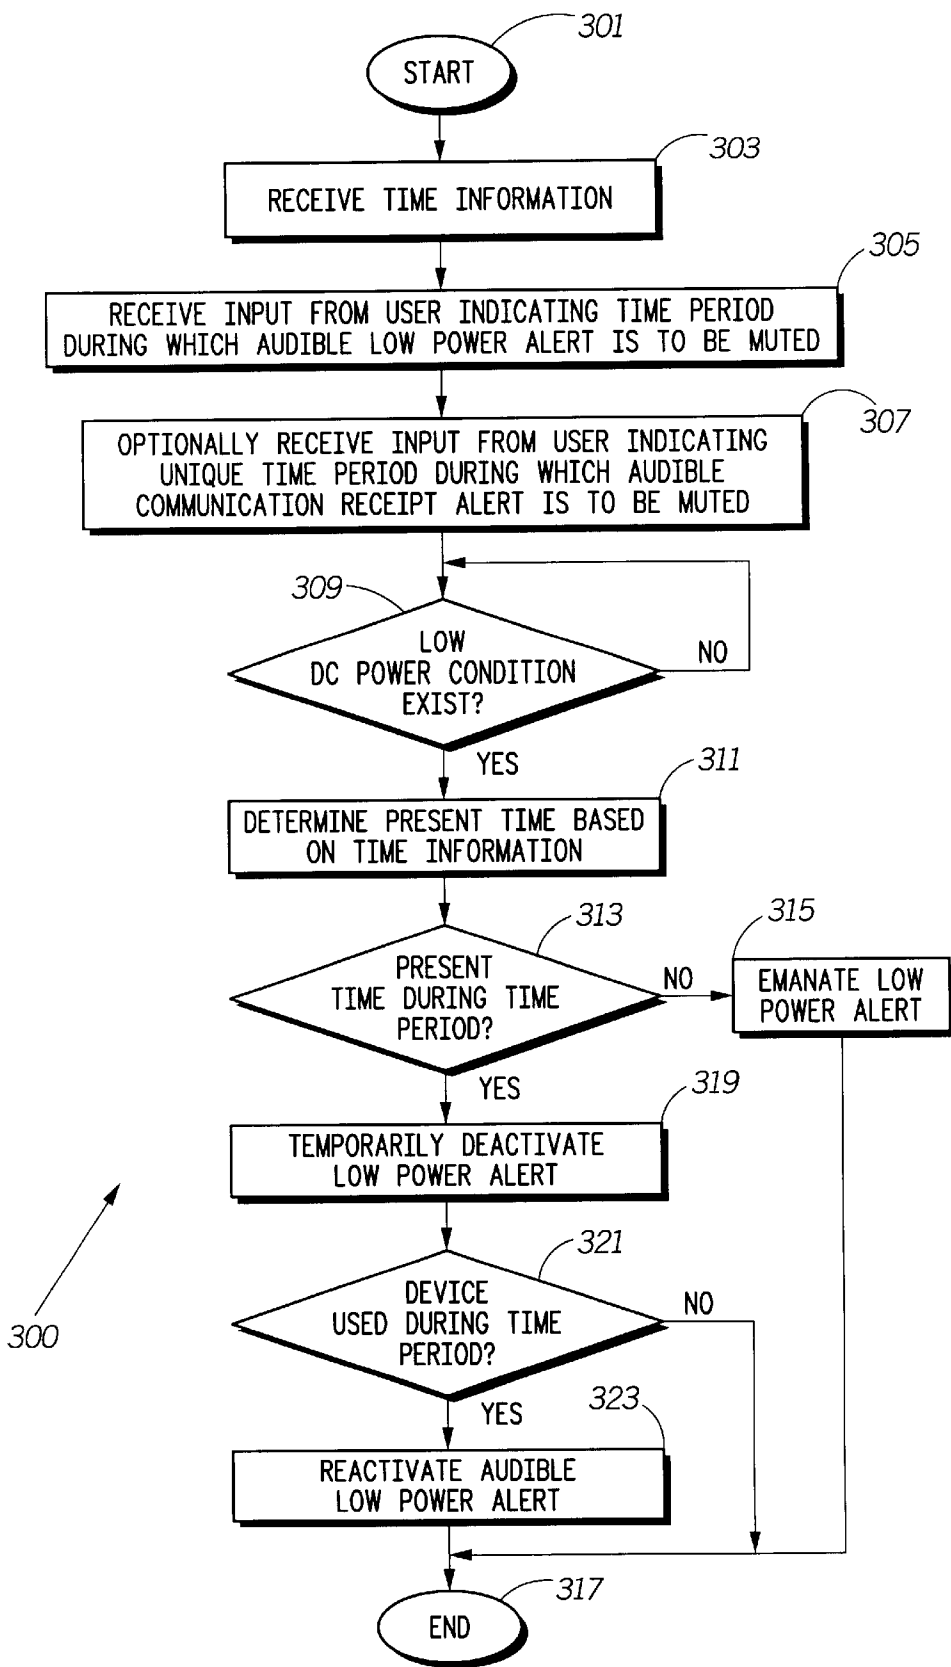 301
START
303
RECEIVE TIME INFORMATION
305
RECEIVE INPUT FROM USER INDICATING TIME PERIOD
DURING WHICH AUDIBLE LOW POWER ALERT IS TO BE MUTED
307
OPTIONALLY RECEIVE INPUT FROM USER INDICATING
UNIQUE TIME PERIOD DURING WHICH AUDIBLE
COMMUNICATION RECEIPT ALERT IS TO BE MUTED
309
LOW
DC POWER CONDITION
EXIST?
NO
YES
311
DETERMINE PRESENT TIME BASED
ON TIME INFORMATION
313
PRESENT
TIME DURING TIME
PERIOD?
NO
315
EMANATE LOW
POWER ALERT
YES
319
TEMPORARILY DEACTIVATE
LOW POWER ALERT
300
321
DEVICE
USED DURING TIME
PERIOD?
NO
YES
323
REACTIVATE AUDIBLE
LOW POWER ALERT
317
END